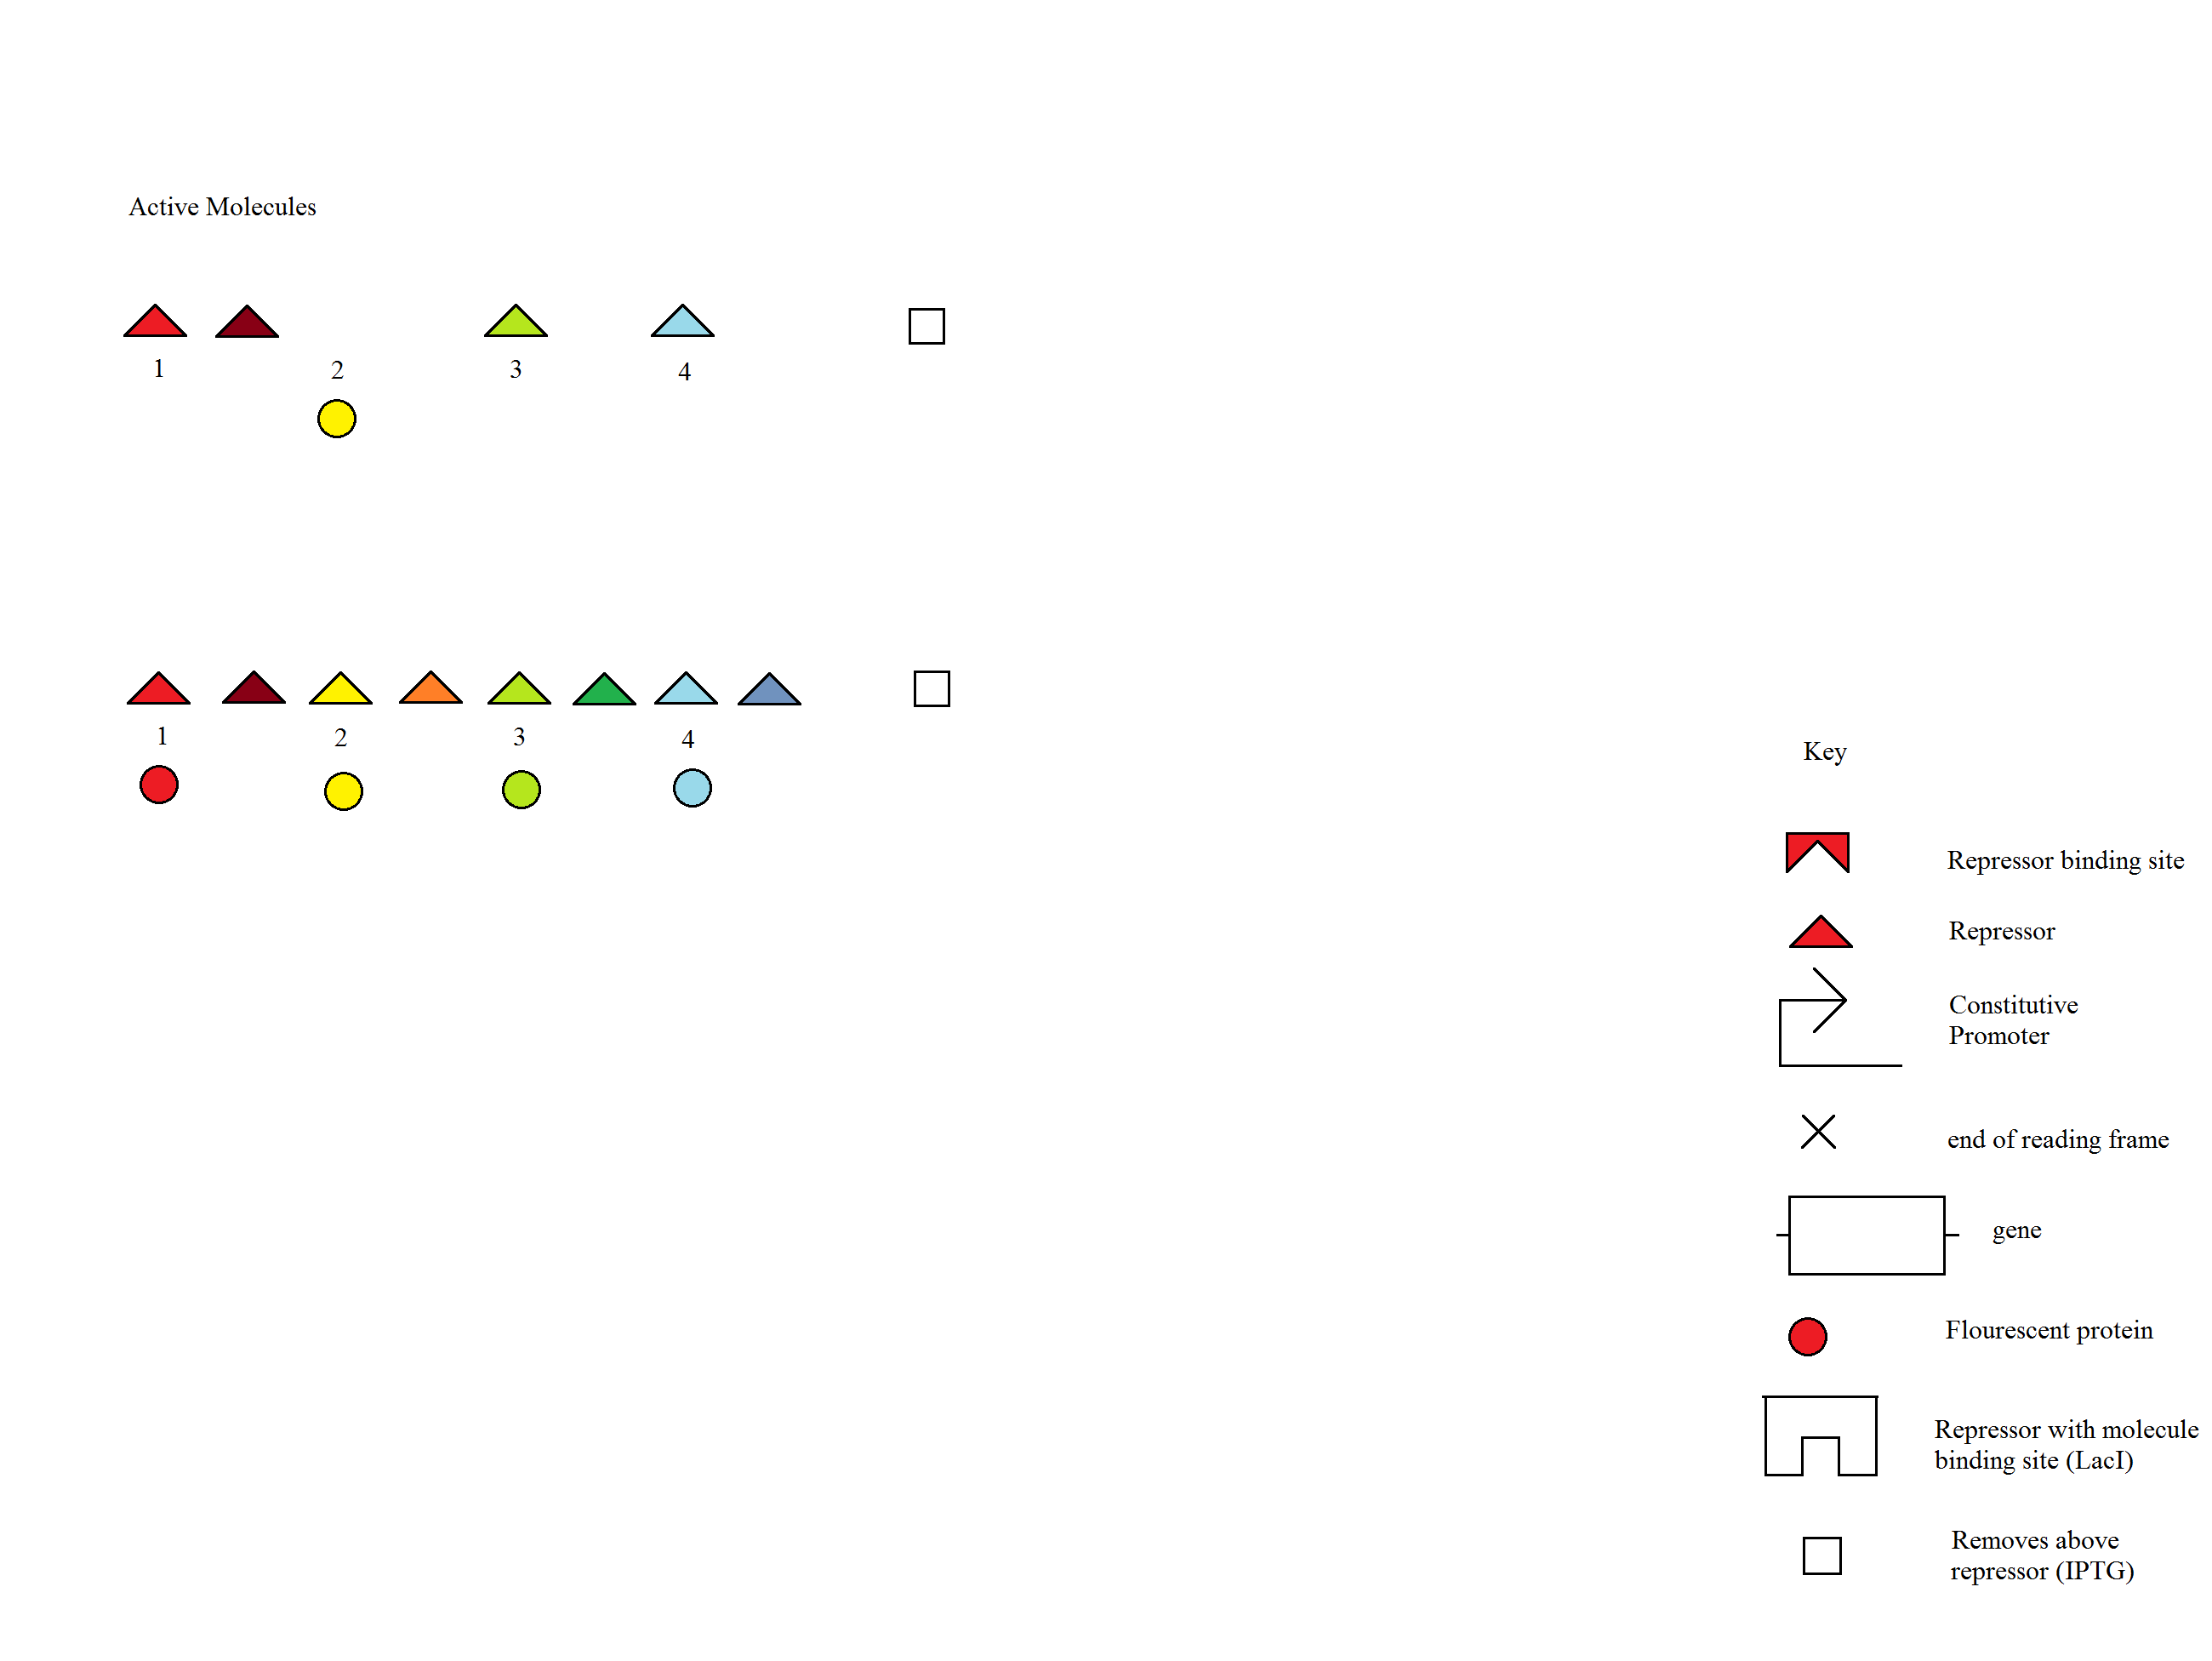 Active Molecules
1
2
3
4
1
2
3
4
Key
Repressor binding site
Repressor
Constitutive
Promoter
end of reading frame
gene
Flourescent protein
Repressor with molecule
binding site (LacI)
Removes above
repressor (IPTG)